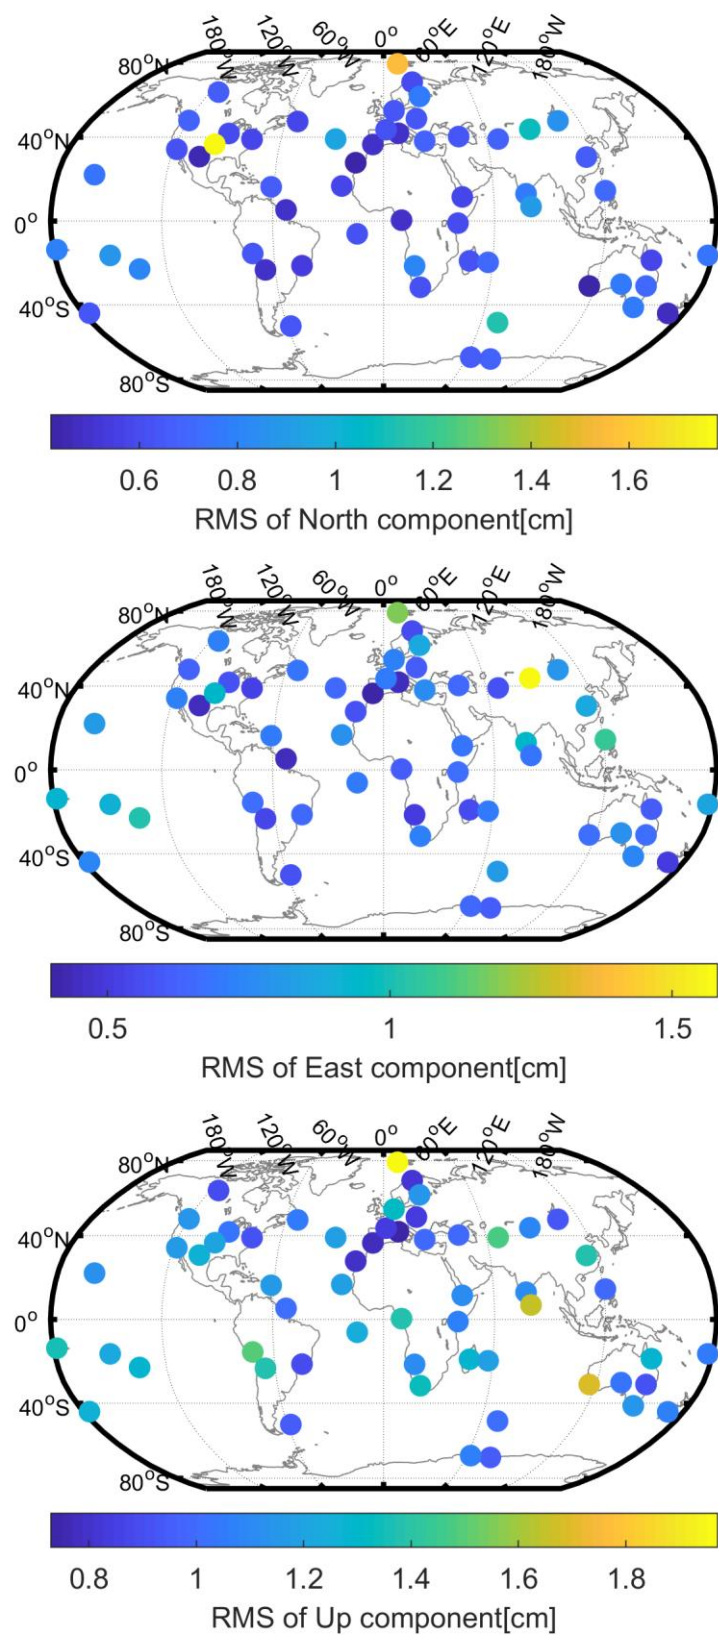 180°W 120°W 60°W 0° 60°E 120°E 180°W
80°N
40°N
0°
40°S
80°S
0.6 0.8 1 1.2 1.4 1.6
RMS of North component[cm]
180°W 120°W 60°W 0° 60°E 120°E 180°W
80°N
40°N
0°
40°S
80°S
0.5 1 1.5
RMS of East component[cm]
180°W 120°W 60°W 0° 60°E 120°E 180°W
80°N
40°N
0°
40°S
80°S
0.8 1 1.2 1.4 1.6 1.8
RMS of Up component[cm]